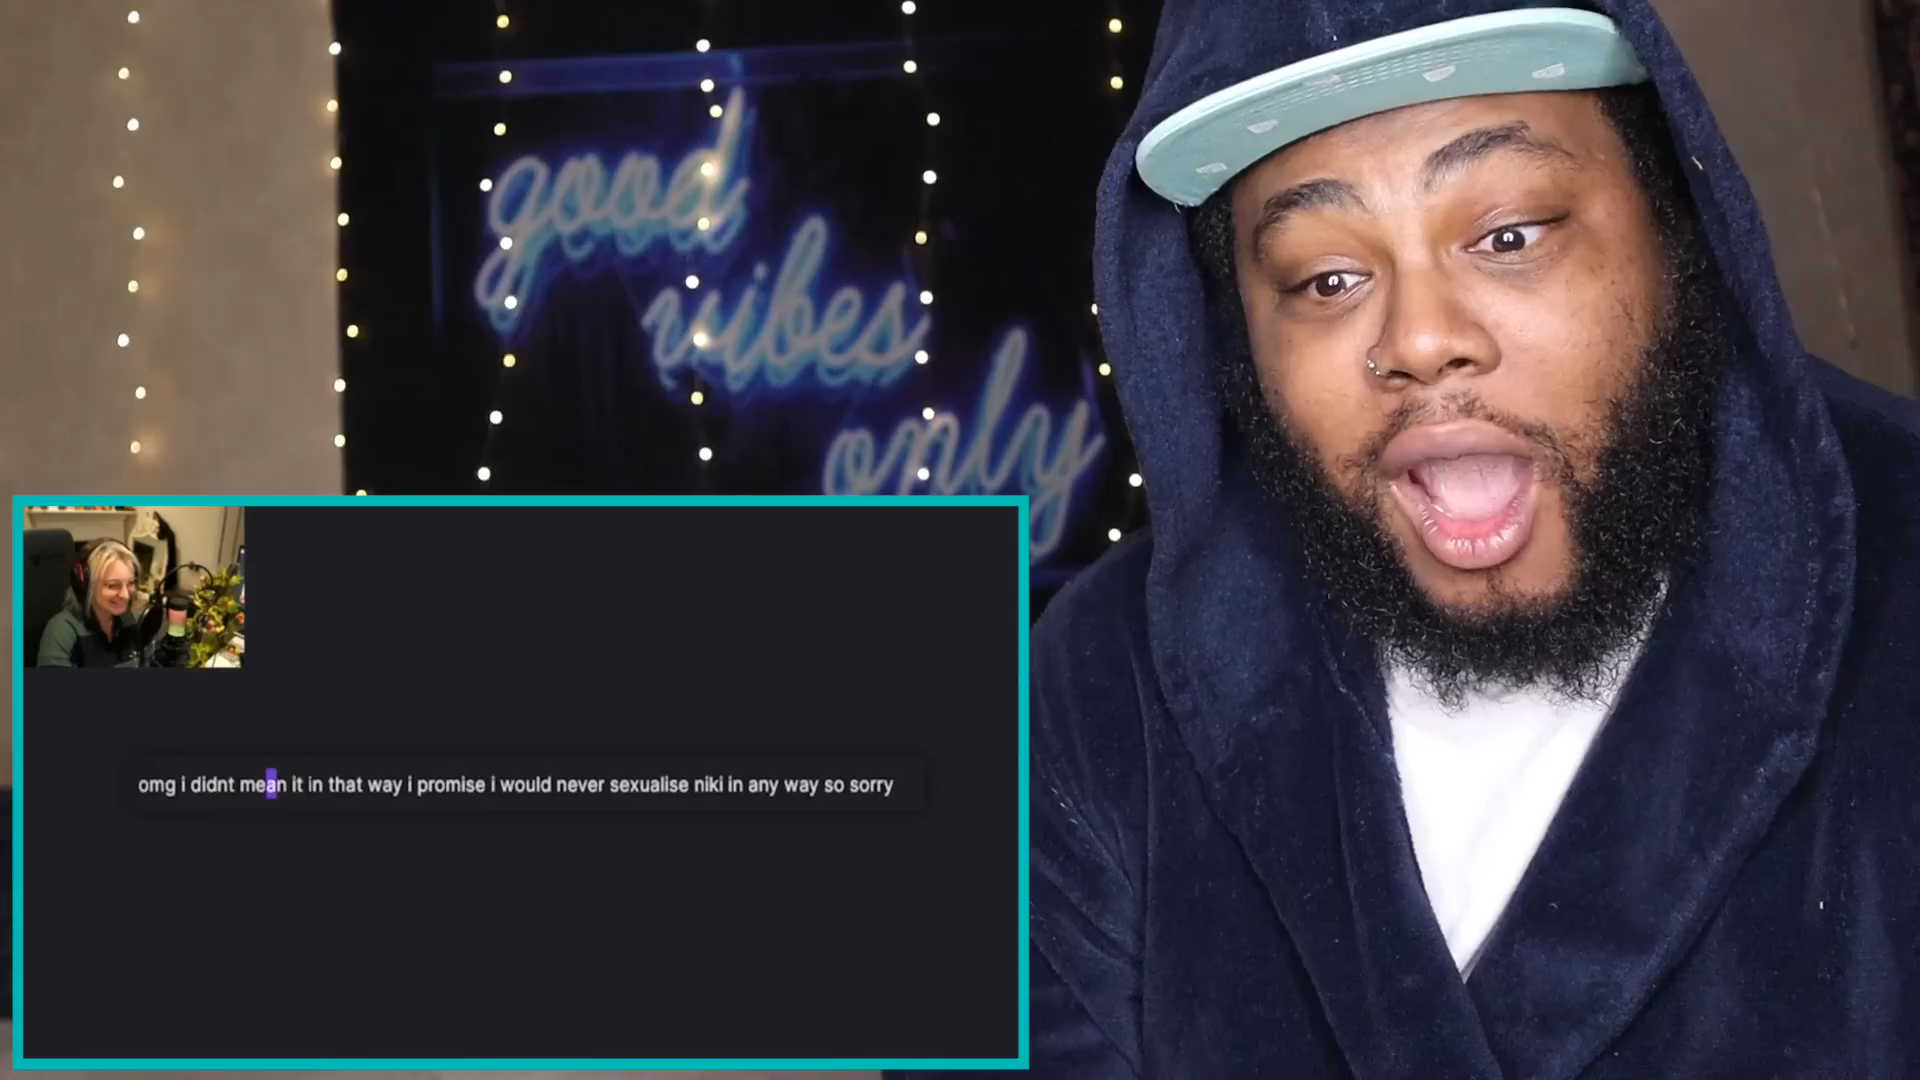 good
vibes
only
omg i didnt mean it in that way i promise i would never sexualise niki in any way so sorry